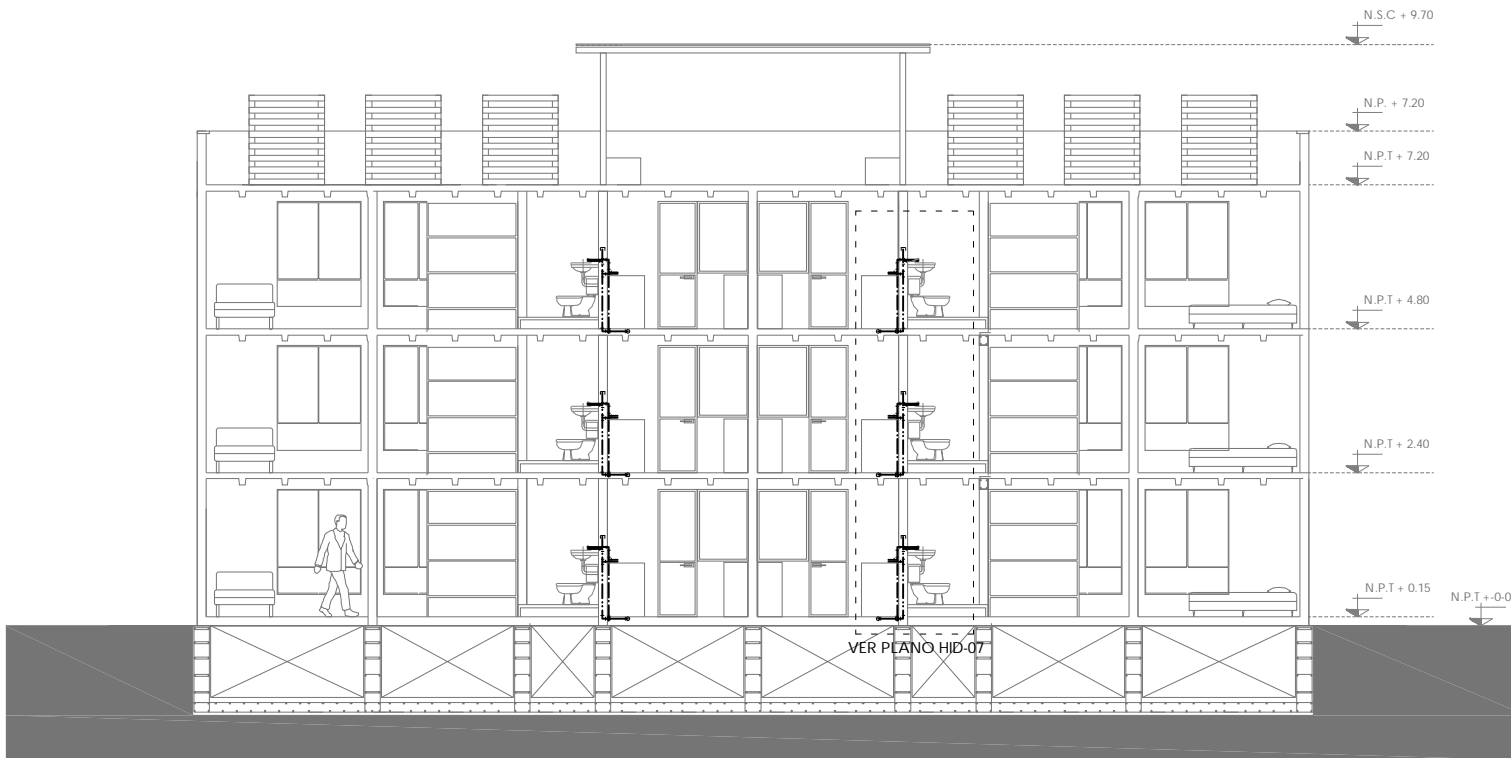 N.S.C + 9.70
N.P. + 7.20
N.P.T + 7.20
N.P.T + 4.80
N.P.T + 2.40
N.P.T + 0.15
N.P.T +-0-0
VER PLANO HID-07